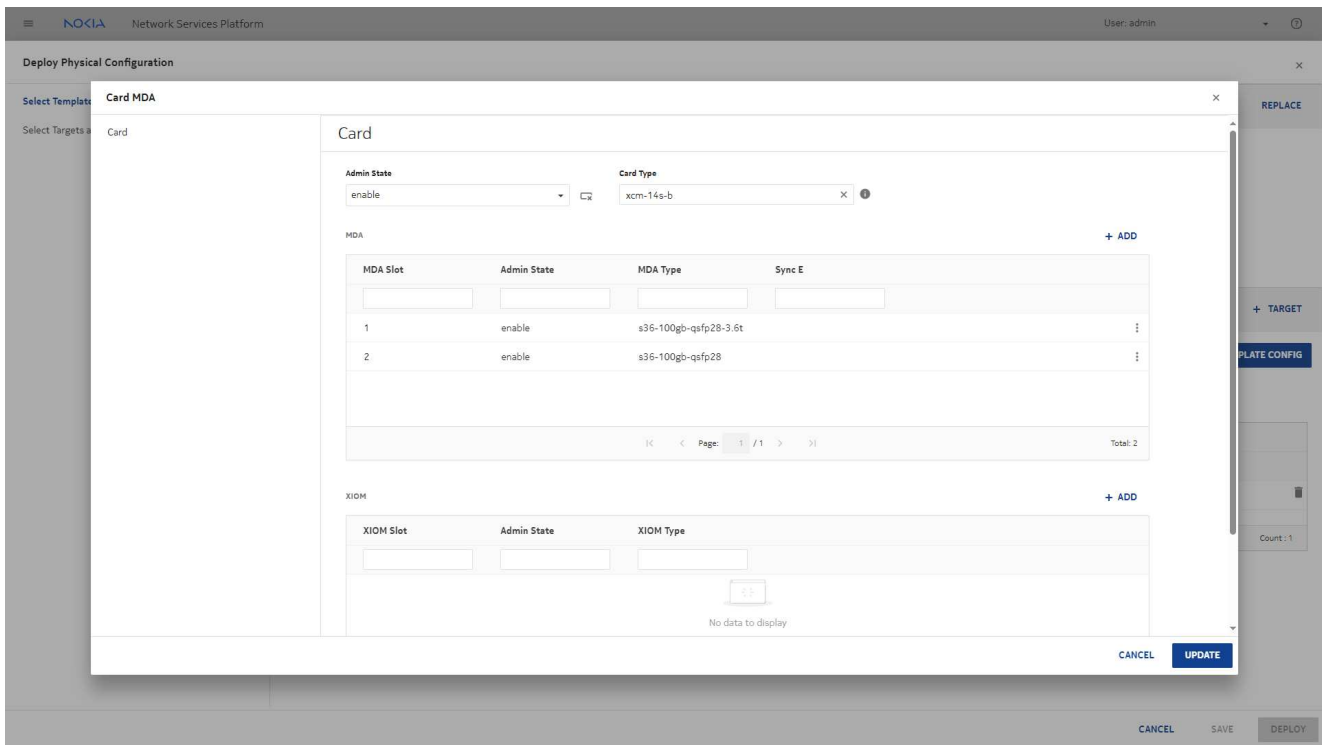 NOKIA Network Services Platform User: admin
Deploy Physical Configuration
Select Template
Card MDA
REPLACE
Select Targets a
Card
Card
Admin State Card Type
enable xcm-14s-b
MDA + ADD
MDA Slot Admin State MDA Type Sync E
+ TARGET
1 enable s36-100gb-qsfp28-3.6t
2 enable s36-100gb-qsfp28
PLATE CONFIG
Page: 1 / 1 Total: 2
XIOM + ADD
XIOM Slot Admin State XIOM Type
Count : 1
No data to display
CANCEL UPDATE
CANCEL SAVE DEPLOY